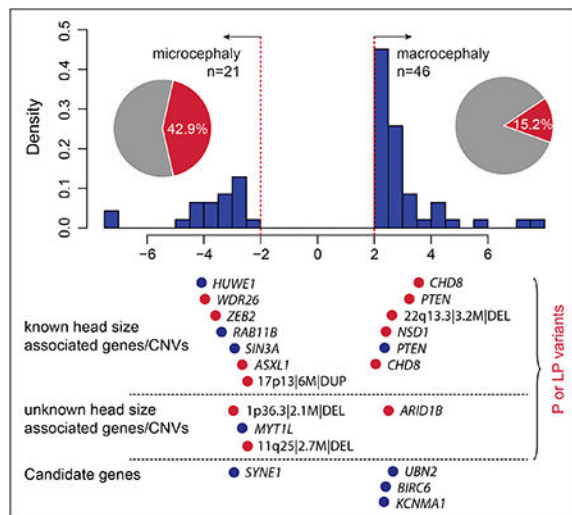 microcephaly
n=21
macrocephaly
n=46
Density
0.5
0.4
0.3
0.2
0.1
0.0
42.9%
15.2%
-6 -4 -2 0 2 4 6
known head size
associated genes/CNVs
HUWE1
WDR26
ZEB2
RAB11B
SIN3A
ASXL1
17p13|6M|DUP
CHD8
PTEN
22q13.3|3.2M|DEL
NSD1
PTEN
CHD8
unknown head size
associated genes/CNVs
1p36.3|2.1M|DEL
MYT1L
11q25|2.7M|DEL
ARID1B
P or LP variants
Candidate genes
SYNE1
UBN2
BIRC6
KCNMA1